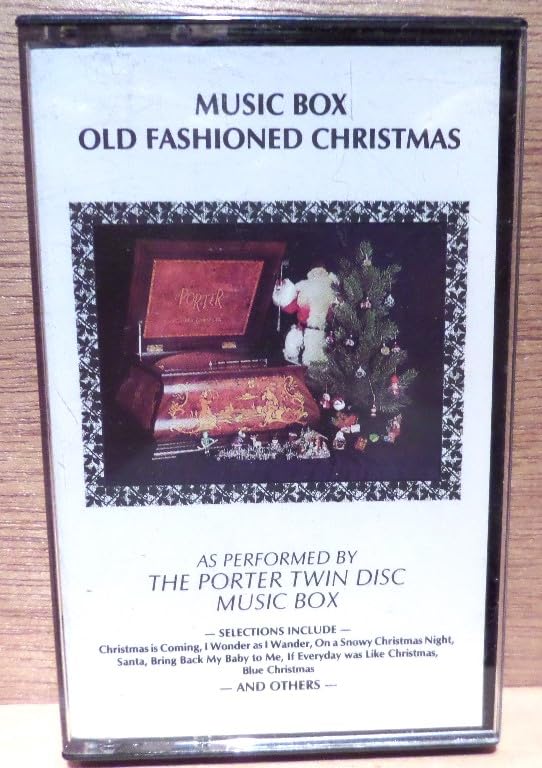 MUSIC BOX
OLD FASHIONED CHRISTMAS
PORTER
AS PERFORMED BY
THE PORTER TWIN DISC
MUSIC BOX
— SELECTIONS INCLUDE —
Christmas is Coming, I Wonder as I Wander, On a Snowy Christmas Night,
Santa, Bring Back My Baby to Me, If Everyday was Like Christmas,
Blue Christmas
— AND OTHERS —